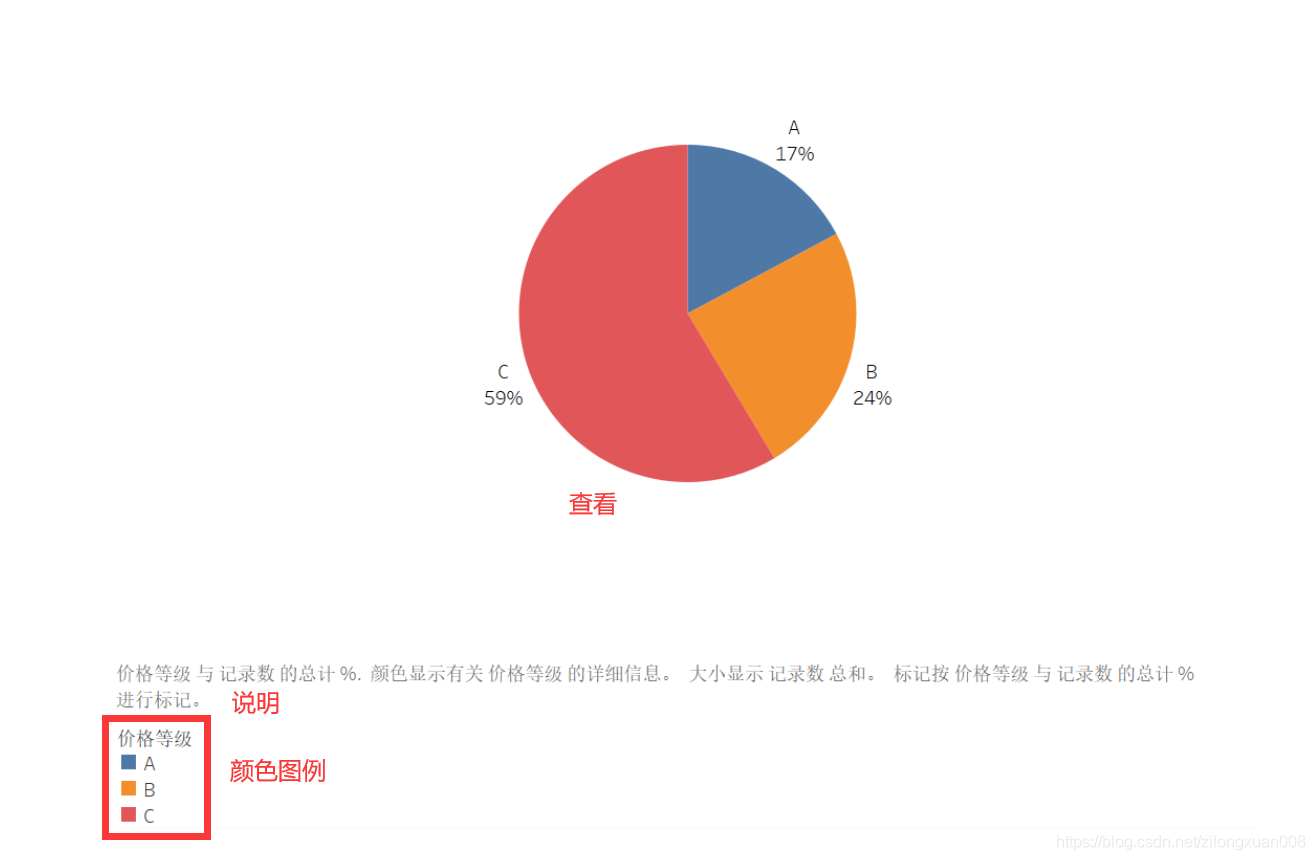 A
17%
C
59%
B
24%
查看
价格等级 与 记录数 的总计 %. 颜色显示有关 价格等级 的详细信息。 大小显示 记录数 总和。 标记按 价格等级 与 记录数 的总计 %
进行标记。
说明
价格等级
A
B
C
颜色图例
https://blog.csdn.net/zilongxuan008